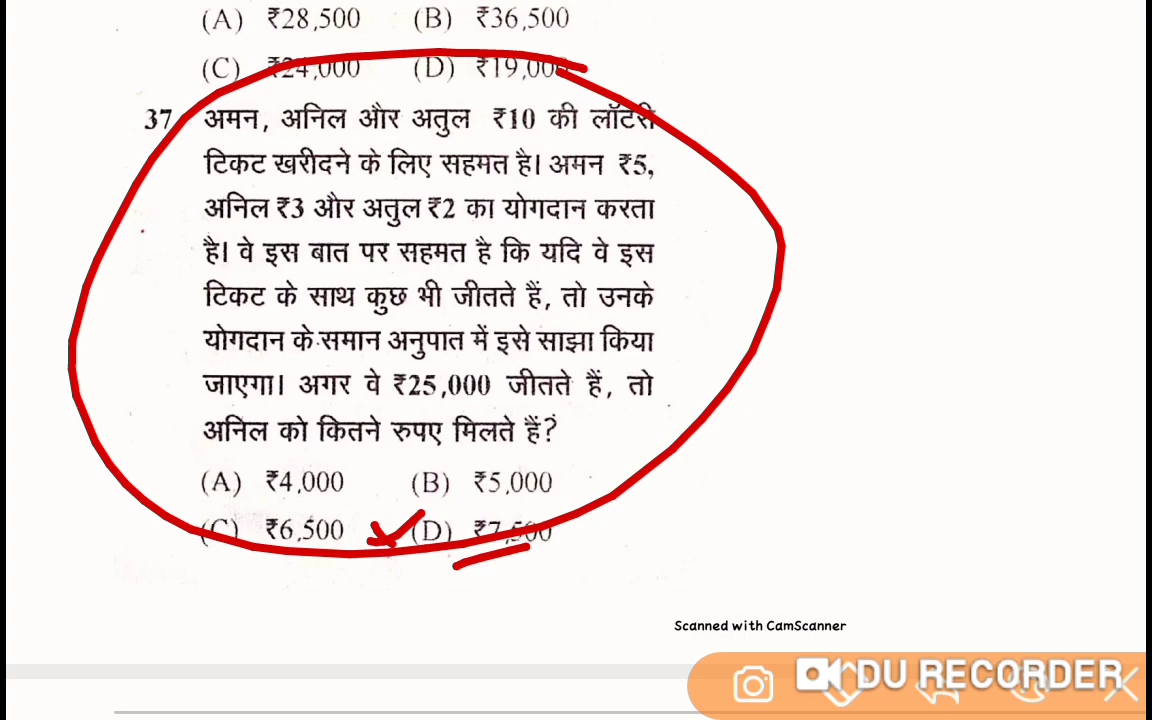 (A) ₹28,500 (B) ₹36,500
(C) ₹24,000 (D) ₹19,000
37 अमन, अनिल और अतुल ₹10 की लॉटरी
टिकट खरीदने के लिए सहमत है। अमन ₹5,
अनिल ₹3 और अतुल ₹2 का योगदान करता
है। वे इस बात पर सहमत है कि यदि वे इस
टिकट के साथ कुछ भी जीतते हैं, तो उनके
योगदान के समान अनुपात में इसे साझा किया
जाएगा। अगर वे ₹25,000 जीतते हैं, तो
अनिल को कितने रुपए मिलते हैं?
(A) ₹4,000 (B) ₹5,000
(C) ₹6,500 (D) ₹7,500
Scanned with CamScanner
DU RECORDER